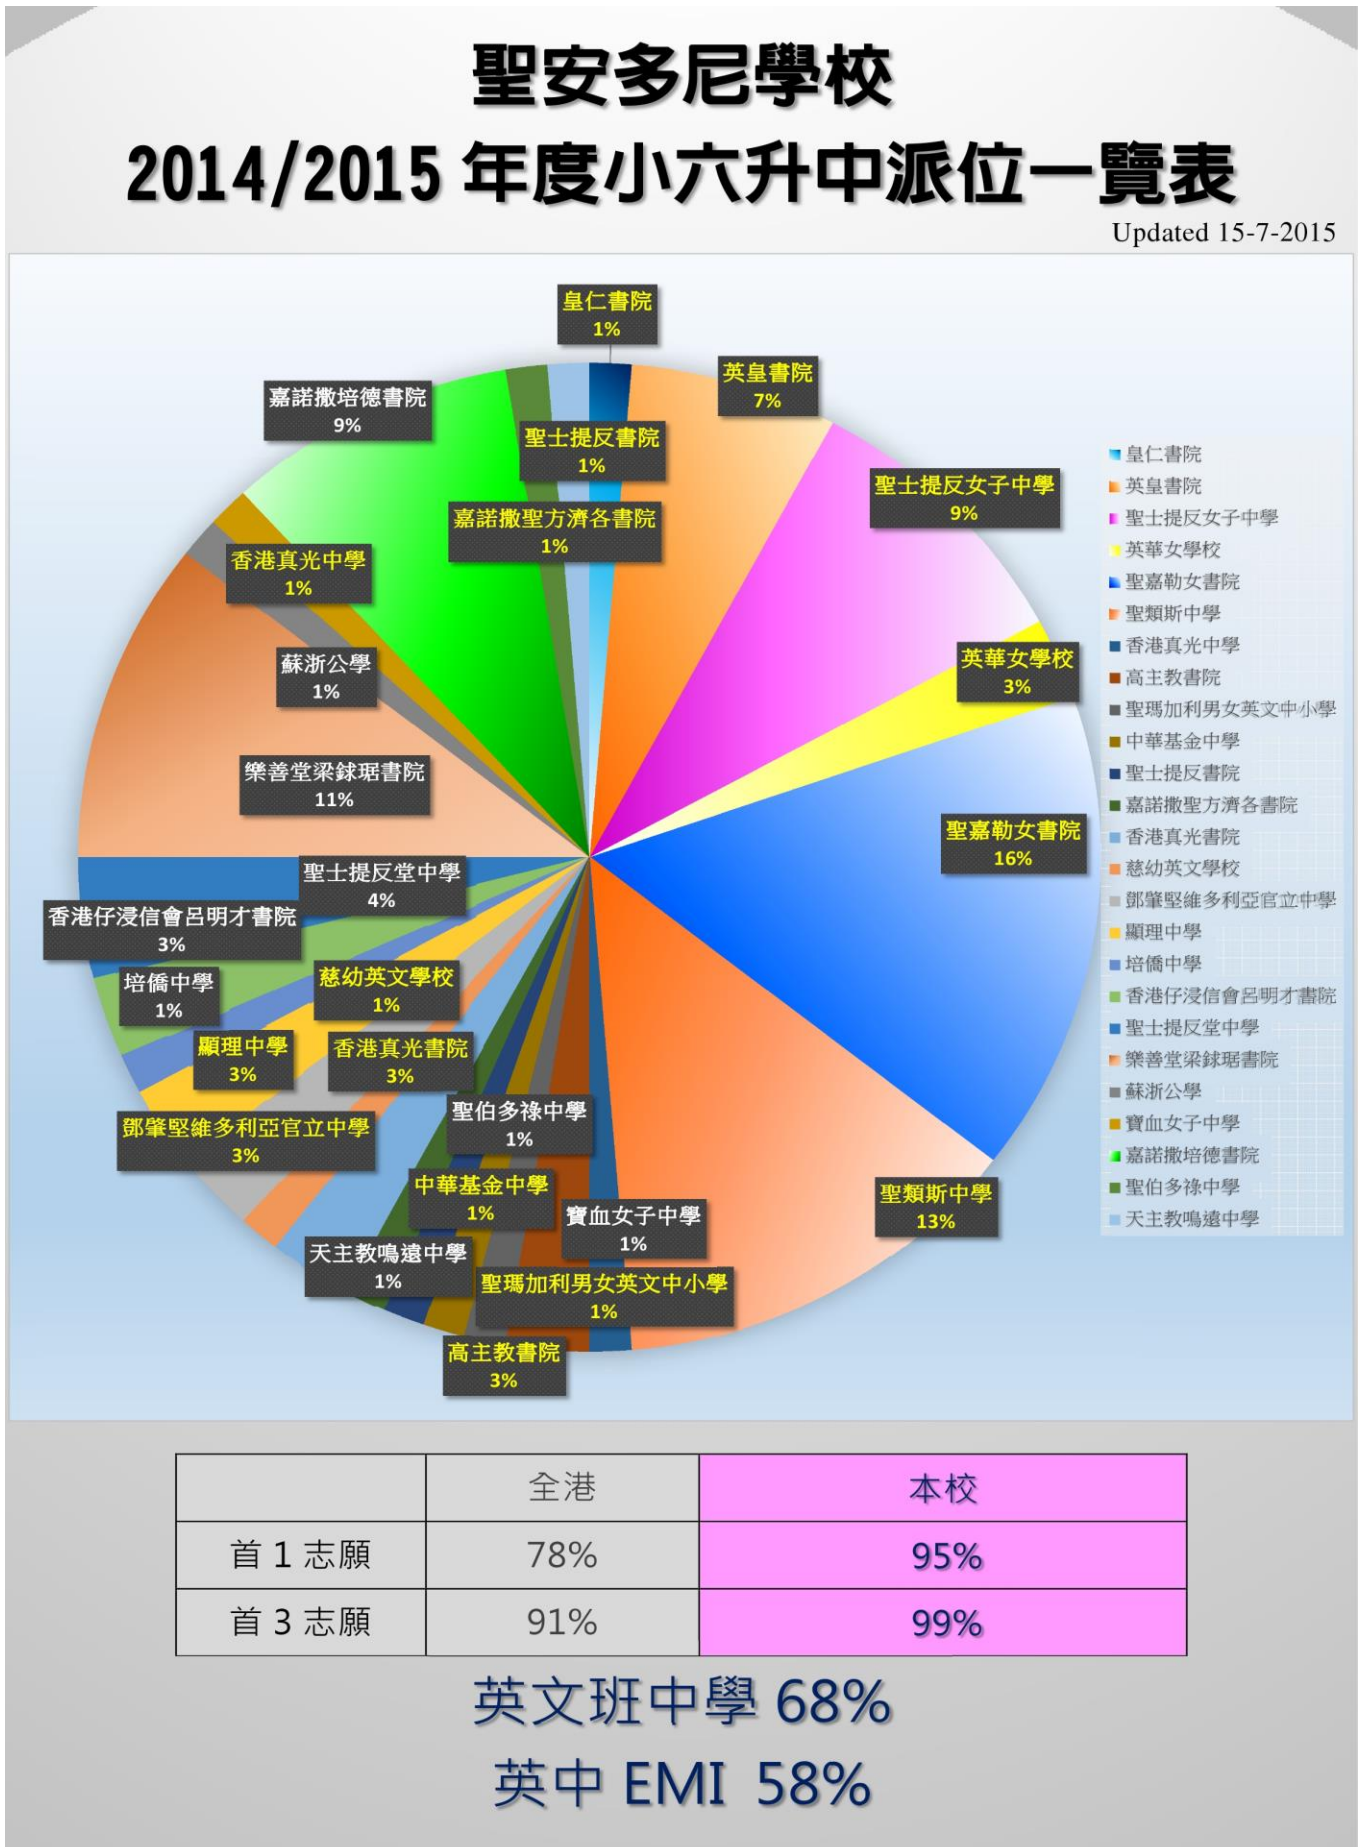 聖安多尼學校
2014/2015 年度小六升中派位一覽表
Updated 15-7-2015
皇仁書院
1%
英皇書院
7%
嘉諾撒培德書院
9%
聖士提反書院
1%
聖士提反女子中學
9%
嘉諾撒聖方濟各書院
1%
香港真光中學
1%
英華女學校
3%
蘇浙公學
1%
樂善堂梁銶琚書院
11%
聖嘉勒女書院
16%
聖士提反堂中學
4%
香港仔浸信會呂明才書院
3%
培僑中學
1%
慈幼英文學校
1%
顯理中學
3%
香港真光書院
3%
鄧肇堅維多利亞官立中學
3%
聖伯多祿中學
1%
中華基金中學
1%
聖類斯中學
13%
寶血女子中學
1%
天主教鳴遠中學
1%
聖瑪加利男女英文中小學
1%
高主教書院
3%
皇仁書院
英皇書院
聖士提反女子中學
英華女學校
聖嘉勒女書院
聖類斯中學
香港真光中學
高主教書院
聖瑪加利男女英文中小學
中華基金中學
聖士提反書院
嘉諾撒聖方濟各書院
香港真光書院
慈幼英文學校
鄧肇堅維多利亞官立中學
顯理中學
培僑中學
香港仔浸信會呂明才書院
聖士提反堂中學
樂善堂梁銶琚書院
蘇浙公學
寶血女子中學
嘉諾撒培德書院
聖伯多祿中學
天主教鳴遠中學
全港 本校
首 1 志願 78% 95%
首 3 志願 91% 99%
英文班中學 68%
英中 EMI 58%